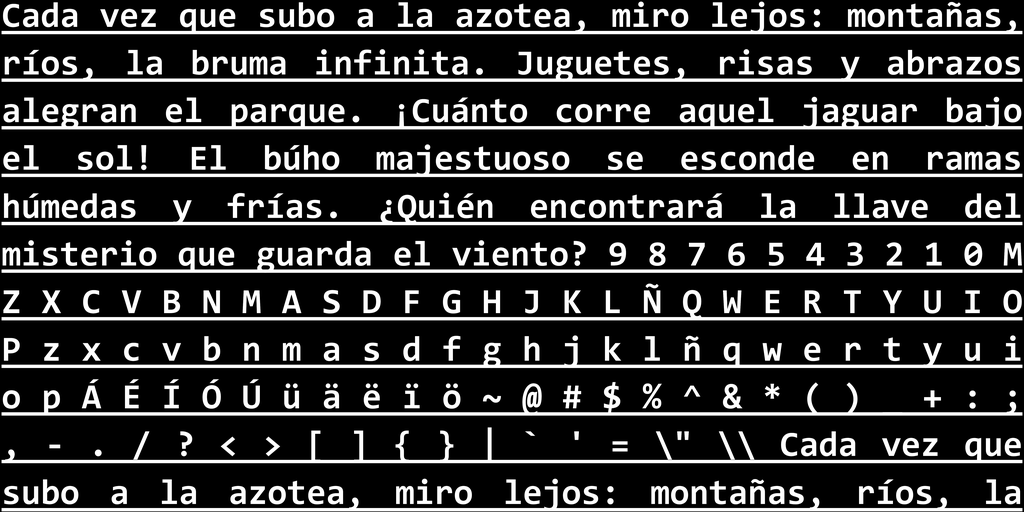 Cada vez que subo a la azotea, miro lejos: montañas,
ríos, la bruma infinita. Juguetes, risas y abrazos
alegran el parque. ¡Cuánto corre aquel jaguar bajo
el sol! El búho majestuoso se esconde en ramas
húmedas y frías. ¿Quién encontrará la llave del
misterio que guarda el viento? 9 8 7 6 5 4 3 2 1 0 M
Z X C V B N M A S D F G H J K L Ñ Q W E R T Y U I O
P z x c v b n m a s d f g h j k l ñ q w e r t y u i
o p Á É Í Ó Ú ü ä ë ï ö ~ @ # $ % ^ & * ( ) _ + : ;
, - . / ? < > [ ] { } | ` ' = \" \\ Cada vez que
subo a la azotea, miro lejos: montañas, ríos, la